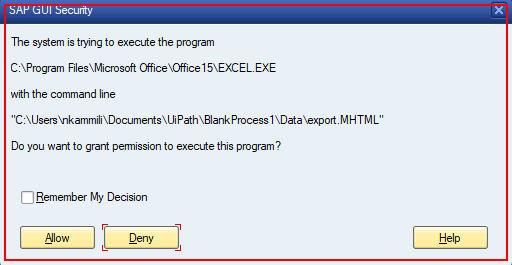 SAP GUI Security
The system is trying to execute the program
C:\Program Files\Microsoft Office\Office15\EXCEL.EXE
with the command line
"C:\Users\nkammili\Documents\UiPath\BlankProcess1\Data\export.MHTML"
Do you want to grant permission to execute this program?
Remember My Decision
Allow
Deny
Help